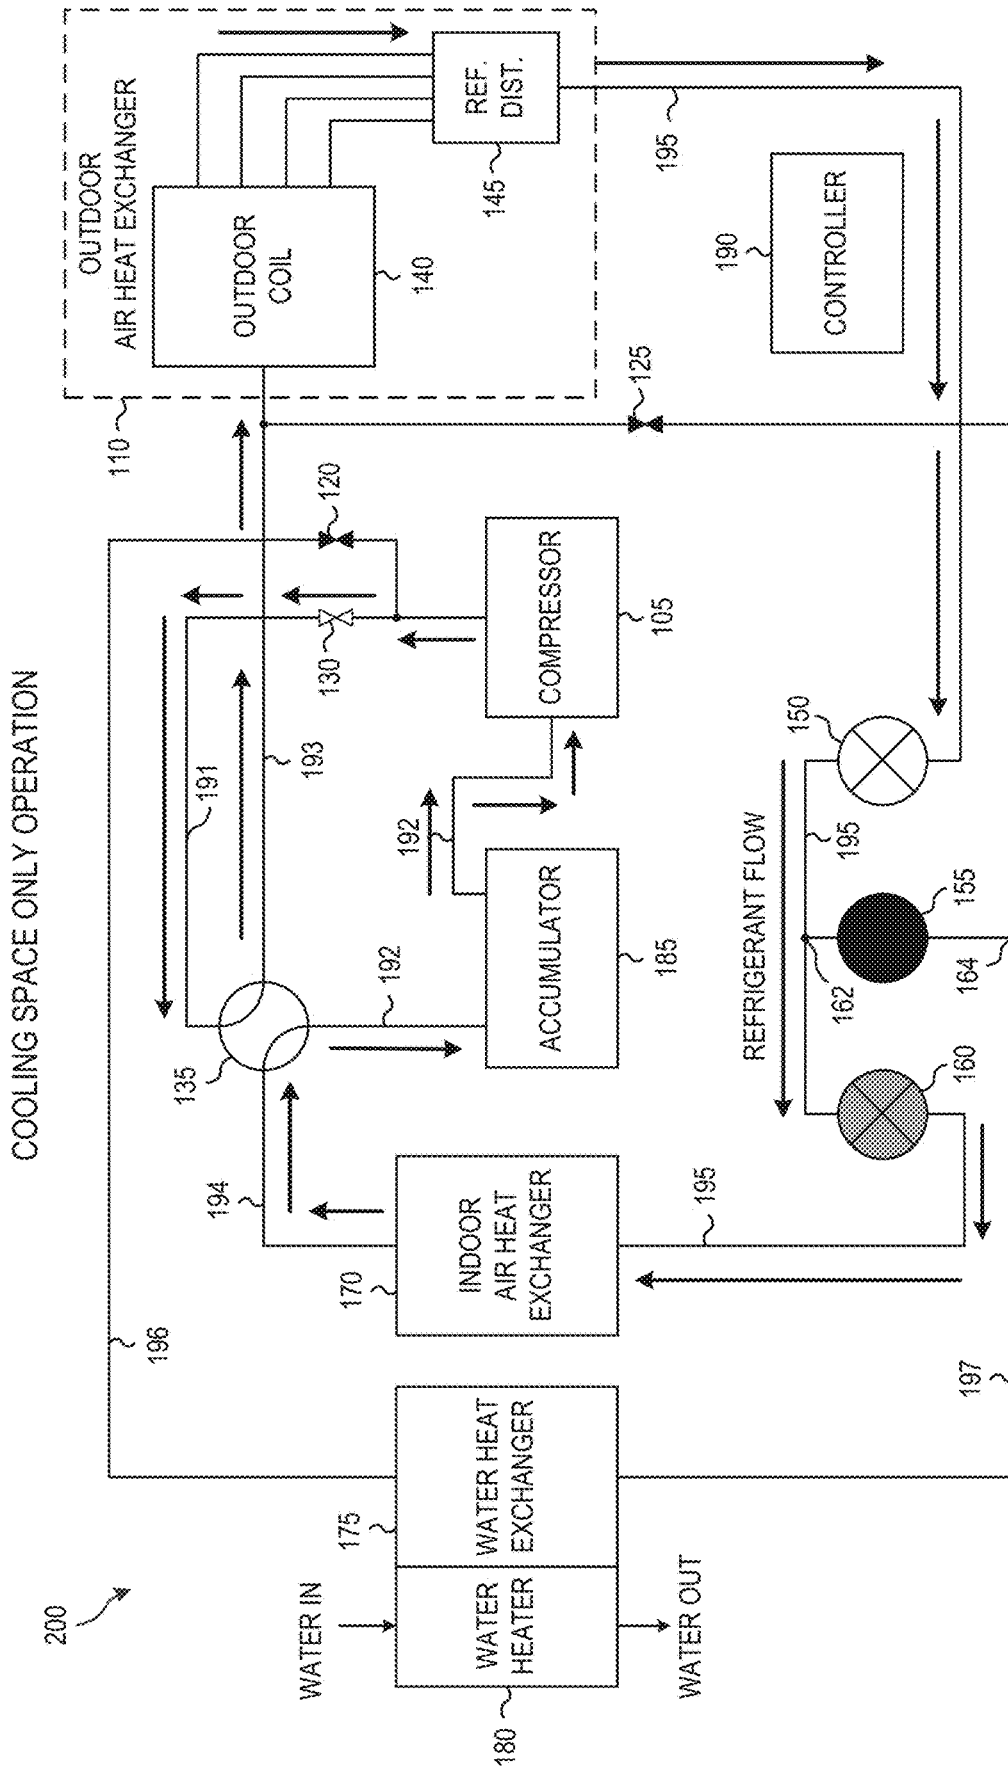 COOLING SPACE ONLY OPERATION
200
OUTDOOR
AIR HEAT EXCHANGER
110
OUTDOOR
COIL
140
REF.
DIST.
145
195
196
191
193
194
135
130
120
125
192
192
COMPRESSOR
105
ACCUMULATOR
185
CONTROLLER
190
WATER IN
WATER
HEATER
180
WATER OUT
WATER HEAT
EXCHANGER
175
INDOOR
AIR HEAT
EXCHANGER
170
195
REFRIGERANT FLOW
195
150
155
160
162
164
197